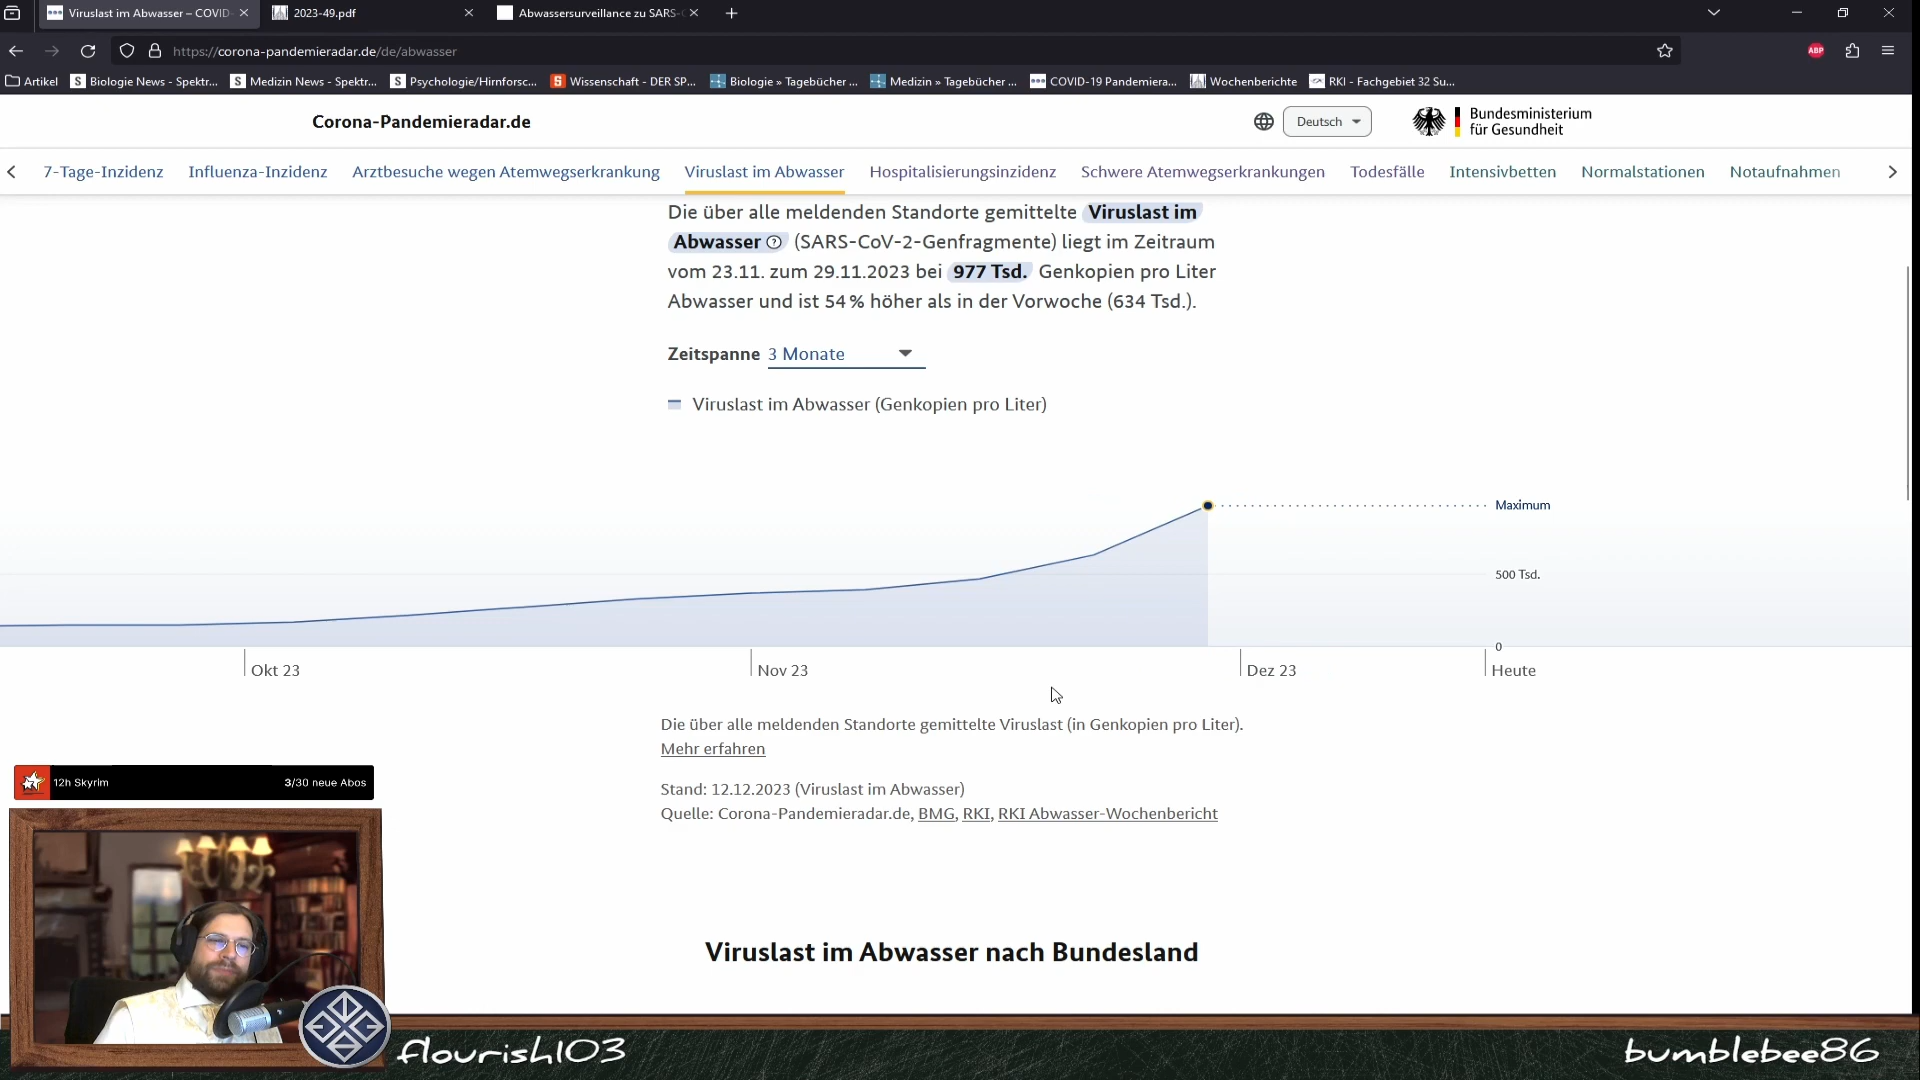 Viruslast im Abwasser – COVID-
2023-49.pdf
Abwassersurveillance zu SARS-
https://corona-pandemieradar.de/de/abwasser
ABP
Artikel
Biologie News - Spektr...
Medizin News - Spektr...
Psychologie/Hirnforsc...
Wissenschaft - DER SP...
Biologie » Tagebücher ...
Medizin » Tagebücher ...
COVID-19 Pandemiera...
Wochenberichte
RKI - Fachgebiet 32 Su...
Corona-Pandemieradar.de
Deutsch
Bundesministerium
für Gesundheit
7-Tage-Inzidenz
Influenza-Inzidenz
Arztbesuche wegen Atemwegserkrankung
Viruslast im Abwasser
Hospitalisierungsinzidenz
Schwere Atemwegserkrankungen
Todesfälle
Intensivbetten
Normalstationen
Notaufnahmen
Die über alle meldenden Standorte gemittelte Viruslast im
Abwasser ? (SARS-CoV-2-Genfragmente) liegt im Zeitraum
vom 23.11. zum 29.11.2023 bei 977 Tsd. Genkopien pro Liter
Abwasser und ist 54 % höher als in der Vorwoche (634 Tsd.).
Zeitspanne 3 Monate
Viruslast im Abwasser (Genkopien pro Liter)
Maximum
500 Tsd.
0
Okt 23
Nov 23
Dez 23
Heute
Die über alle meldenden Standorte gemittelte Viruslast (in Genkopien pro Liter).
Mehr erfahren
Stand: 12.12.2023 (Viruslast im Abwasser)
Quelle: Corona-Pandemieradar.de, BMG, RKI, RKI Abwasser-Wochenbericht
12h Skyrim
3/30 neue Abos
Viruslast im Abwasser nach Bundesland
flourish103
bumblebee86